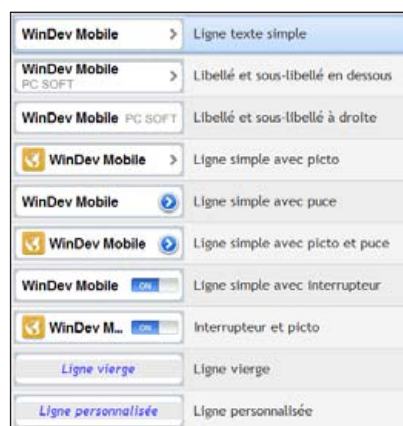 WinDev Mobile > Ligne texte simple
WinDev Mobile > Libellé et sous-libellé en dessous
PC SOFT
WinDev Mobile PC SOFT Libellé et sous-libellé à droite
WinDev Mobile > Ligne simple avec picto
WinDev Mobile Ligne simple avec puce
WinDev Mobile Ligne simple avec picto et puce
WinDev Mobile ON Ligne simple avec interrupteur
WinDev M... ON Interrupteur et picto
Ligne vierge Ligne vierge
Ligne personnalisée Ligne personnalisée